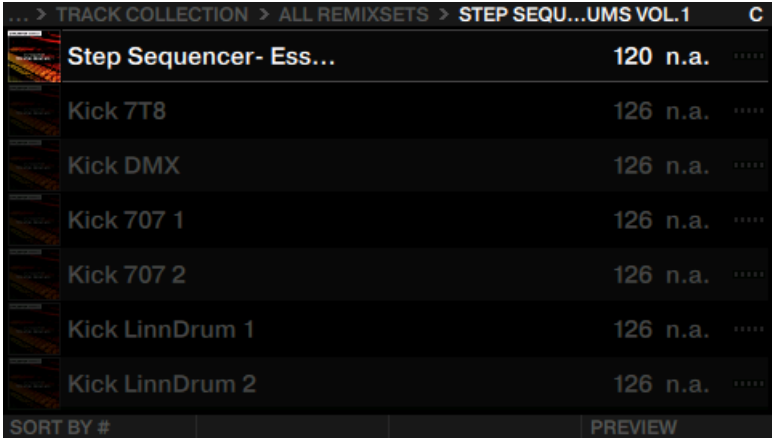 ... > TRACK COLLECTION > ALL REMIXSETS > STEP SEQU...UMS VOL.1 C
Step Sequencer- Ess... 120 n.a.
Kick 7T8 126 n.a.
Kick DMX 126 n.a.
Kick 707 1 126 n.a.
Kick 707 2 126 n.a.
Kick LinnDrum 1 126 n.a.
Kick LinnDrum 2 126 n.a.
SORT BY # PREVIEW